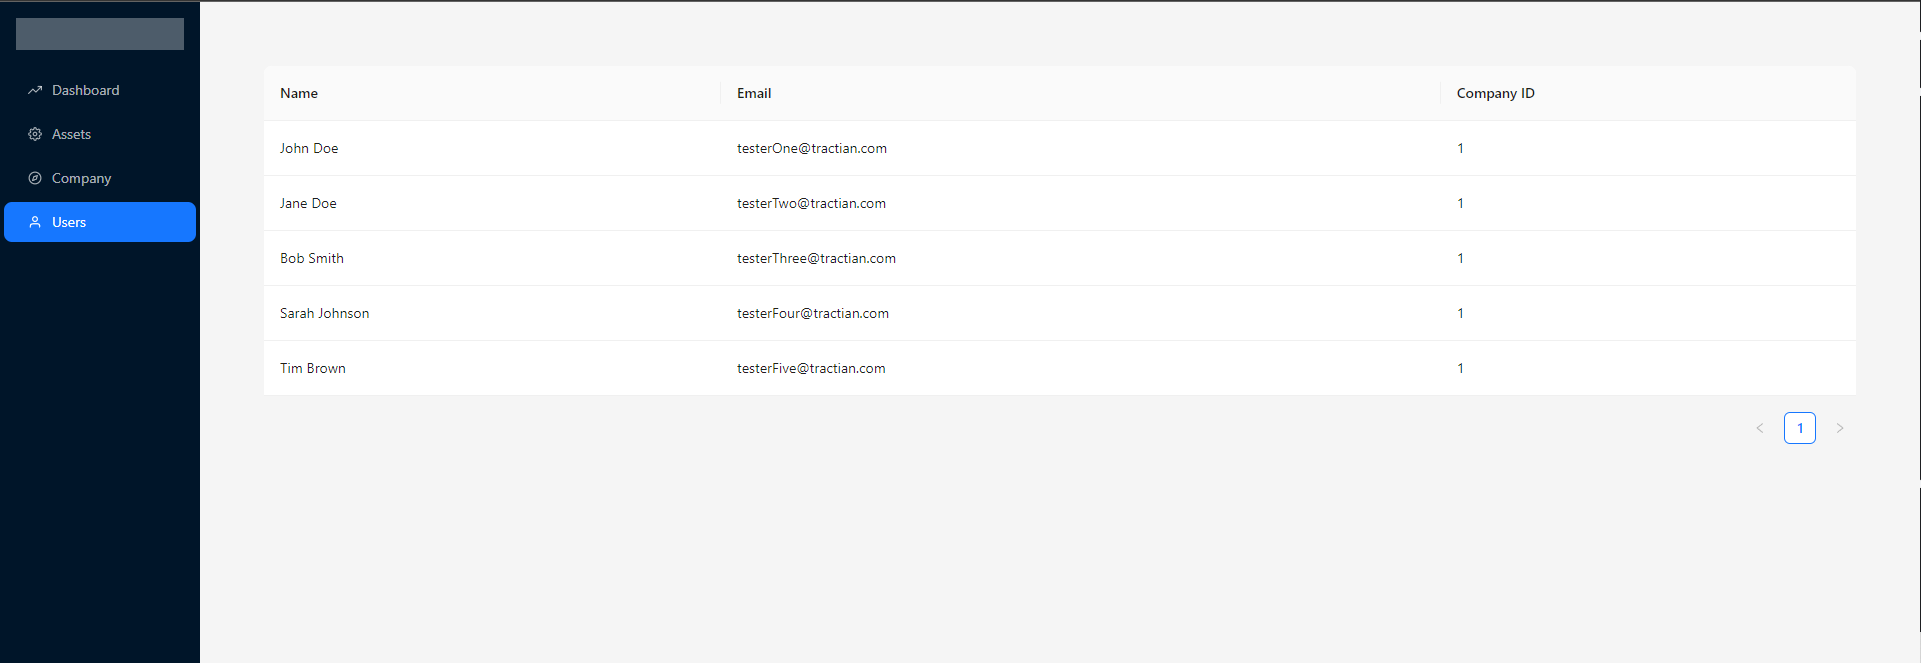 Dashboard
Assets
Company
Users
Name Email Company ID
John Doe testerOne@tractian.com 1
Jane Doe testerTwo@tractian.com 1
Bob Smith testerThree@tractian.com 1
Sarah Johnson testerFour@tractian.com 1
Tim Brown testerFive@tractian.com 1
1